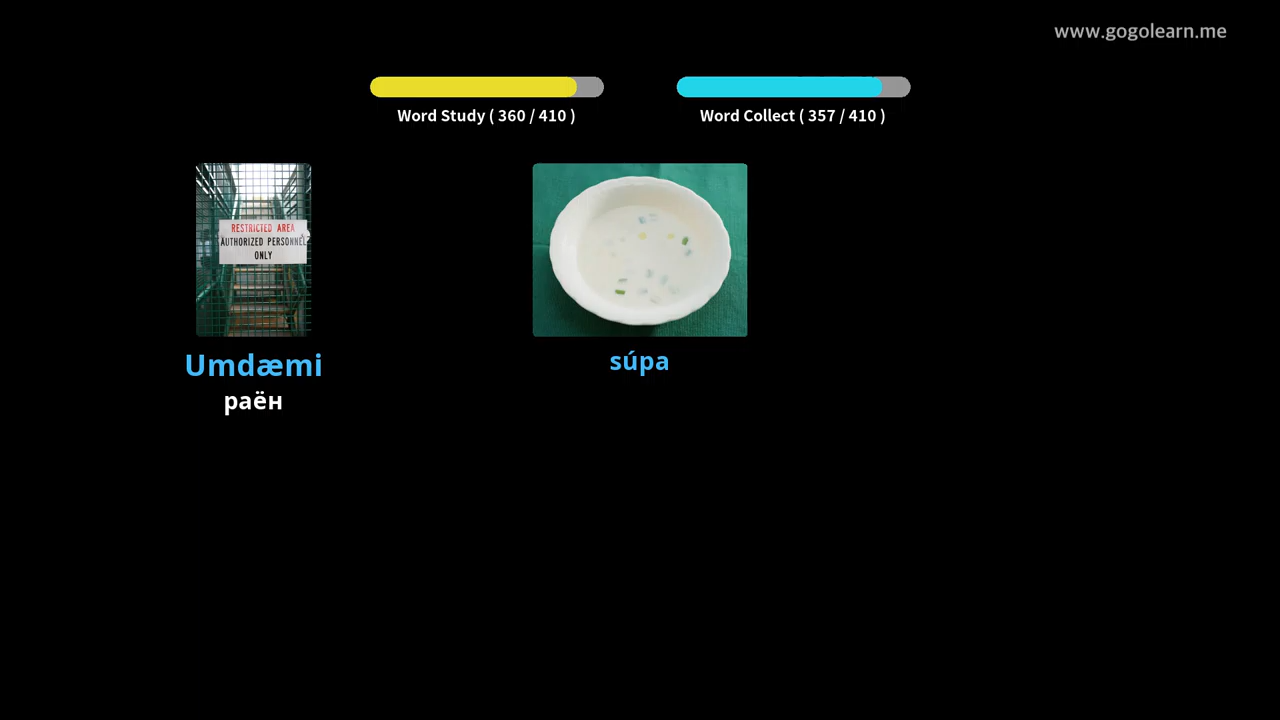 www.gogolearn.me
Word Study ( 360 / 410 )
Word Collect ( 357 / 410 )
RESTRICTED AREA
AUTHORIZED PERSONNEL
ONLY
Umdæmi
раён
súpa